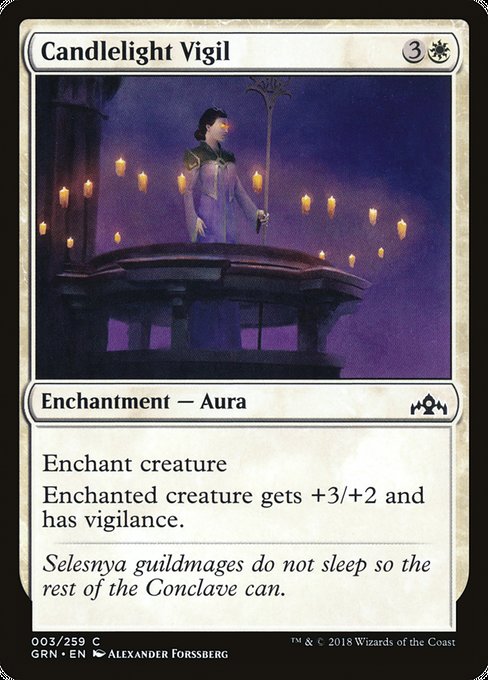 Candlelight Vigil 3
Enchantment — Aura
Enchant creature
Enchanted creature gets +3/+2 and
has vigilance.
Selesnya guildmages do not sleep so the
rest of the Conclave can.
003/259 C
GRN • EN Alexander Forssberg
™ & © 2018 Wizards of the Coast